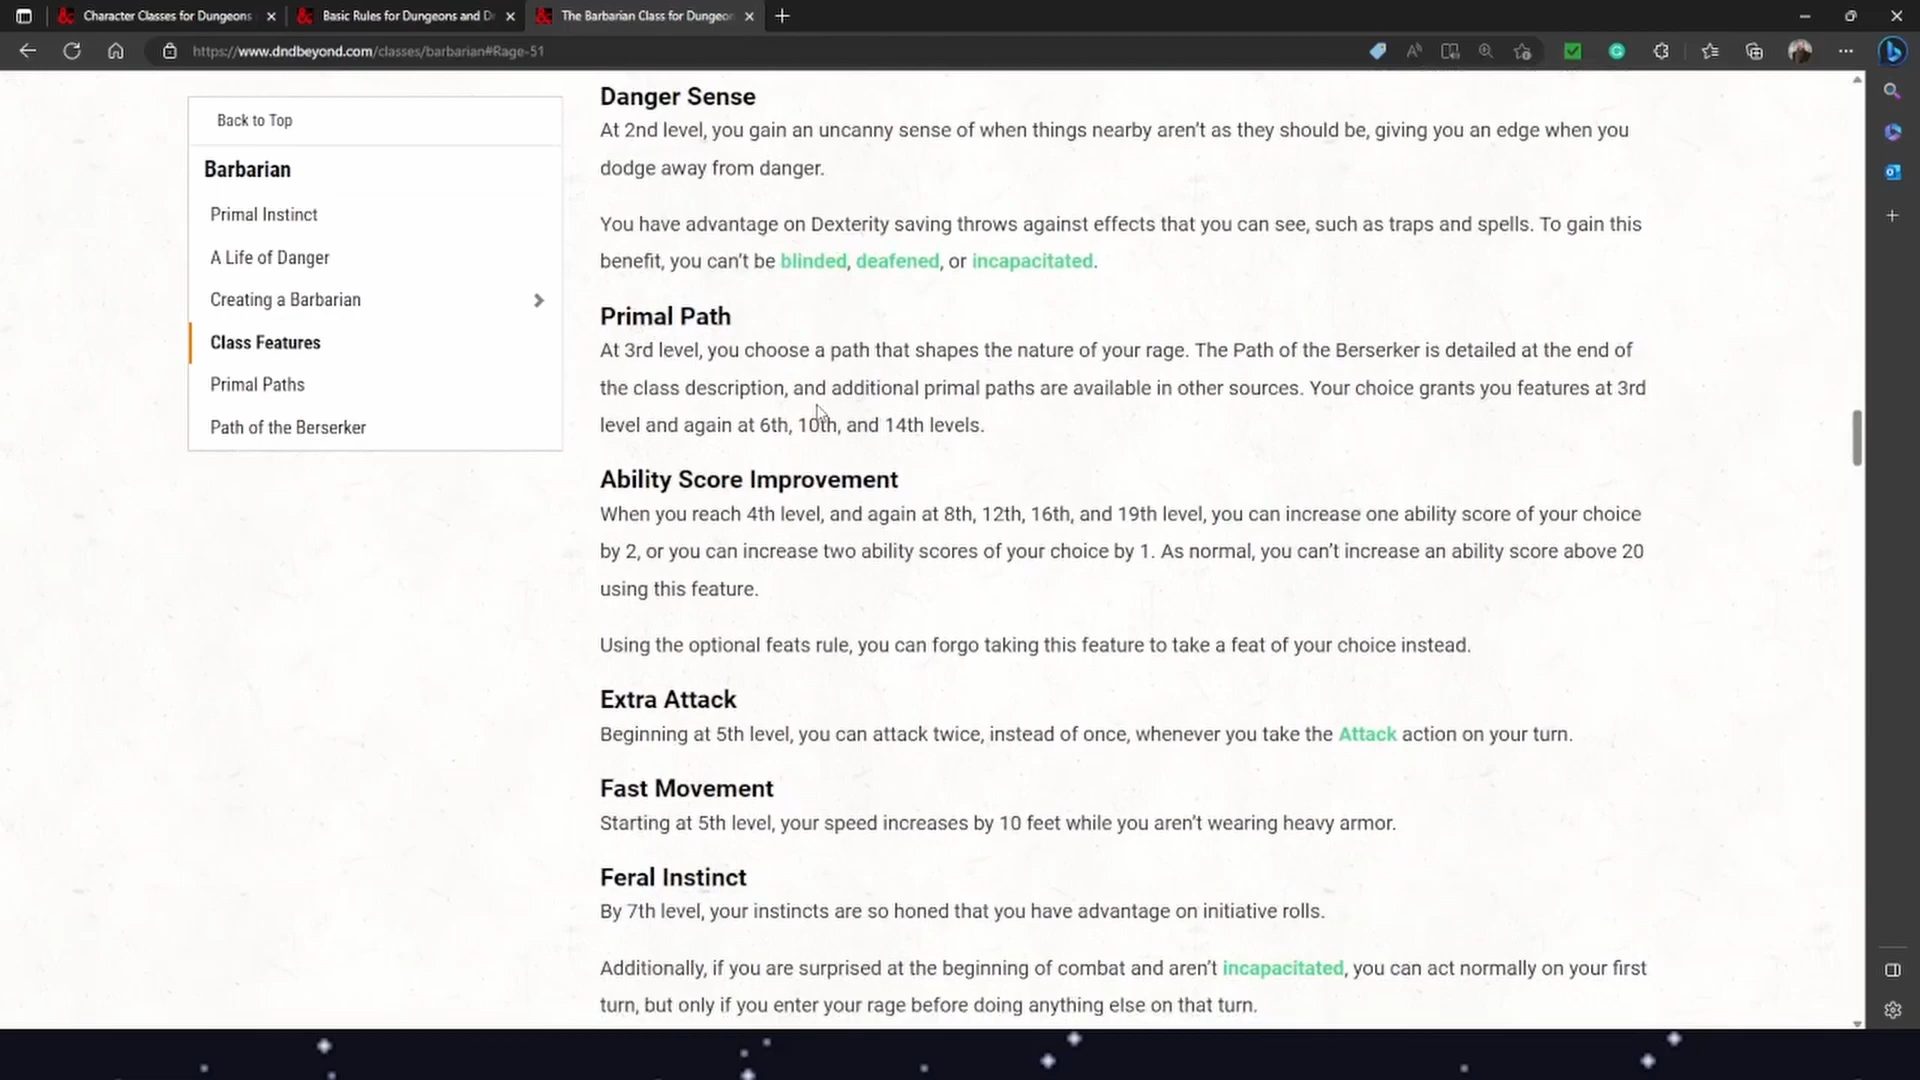 Character Classes for Dungeons
Basic Rules for Dungeons and D
The Barbarian Class for Dungeon
https://www.dndbeyond.com/classes/barbarian#Rage-51
Back to Top
Barbarian
Primal Instinct
A Life of Danger
Creating a Barbarian
Class Features
Primal Paths
Path of the Berserker
Danger Sense
At 2nd level, you gain an uncanny sense of when things nearby aren’t as they should be, giving you an edge when you
dodge away from danger.
You have advantage on Dexterity saving throws against effects that you can see, such as traps and spells. To gain this
benefit, you can’t be blinded, deafened, or incapacitated.
Primal Path
At 3rd level, you choose a path that shapes the nature of your rage. The Path of the Berserker is detailed at the end of
the class description, and additional primal paths are available in other sources. Your choice grants you features at 3rd
level and again at 6th, 10th, and 14th levels.
Ability Score Improvement
When you reach 4th level, and again at 8th, 12th, 16th, and 19th level, you can increase one ability score of your choice
by 2, or you can increase two ability scores of your choice by 1. As normal, you can’t increase an ability score above 20
using this feature.
Using the optional feats rule, you can forgo taking this feature to take a feat of your choice instead.
Extra Attack
Beginning at 5th level, you can attack twice, instead of once, whenever you take the Attack action on your turn.
Fast Movement
Starting at 5th level, your speed increases by 10 feet while you aren’t wearing heavy armor.
Feral Instinct
By 7th level, your instincts are so honed that you have advantage on initiative rolls.
Additionally, if you are surprised at the beginning of combat and aren’t incapacitated, you can act normally on your first
turn, but only if you enter your rage before doing anything else on that turn.